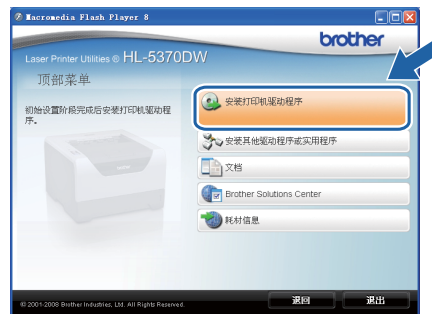 Macromedia Flash Player 8
brother
Laser Printer Utilities ® HL-5370DW
顶部菜单
初始设置阶段完成后安装打印机驱动程
序。
安装打印机驱动程序
安装其他驱动程序或实用程序
文档
Brother Solutions Center
耗材信息
© 2001-2008 Brother Industries, Ltd. All Rights Reserved.
退回
退出